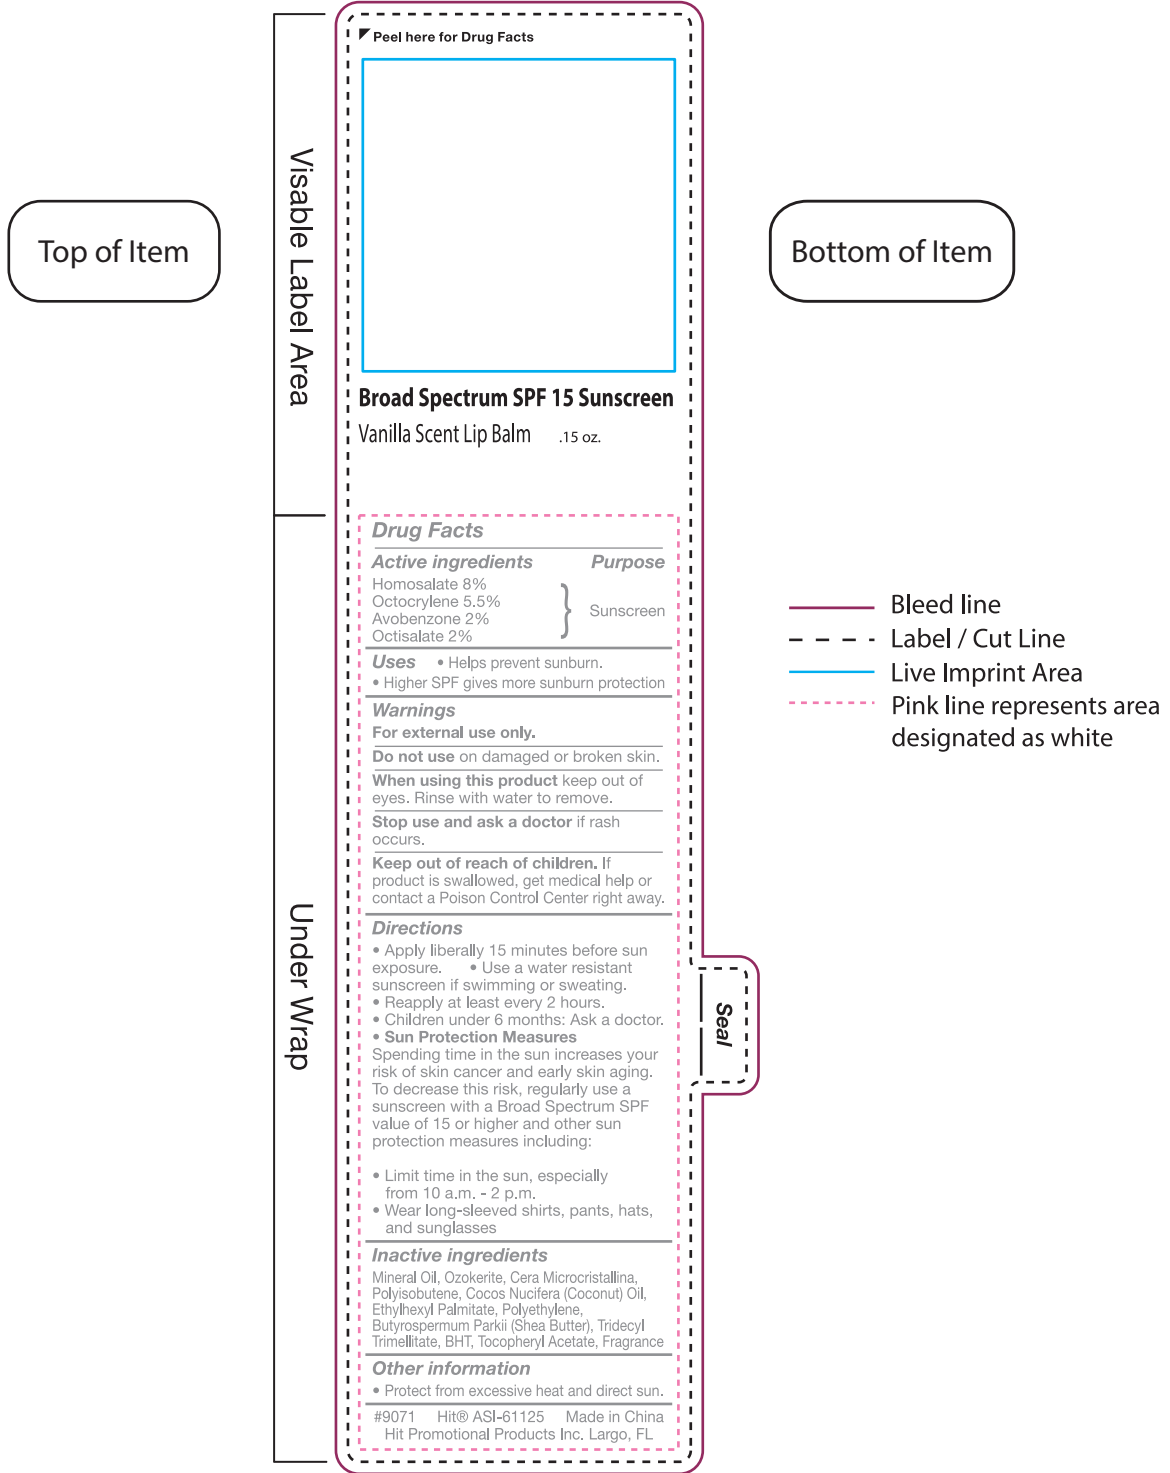 Peel here for Drug Facts
Visable Label Area
Top of Item
Bottom of Item
Broad Spectrum SPF 15 Sunscreen
Vanilla Scent Lip Balm .15 oz.
Under Wrap
Drug Facts
Active ingredients Purpose
Homosalate 8%
Octocrylene 5.5%
Avobenzone 2%
Octisalate 2%
} Sunscreen
Uses • Helps prevent sunburn.
• Higher SPF gives more sunburn protection
Warnings
For external use only.
Do not use on damaged or broken skin.
When using this product keep out of
eyes. Rinse with water to remove.
Stop use and ask a doctor if rash
occurs.
Keep out of reach of children. If
product is swallowed, get medical help or
contact a Poison Control Center right away.
Directions
• Apply liberally 15 minutes before sun
exposure. • Use a water resistant
sunscreen if swimming or sweating.
• Reapply at least every 2 hours.
• Children under 6 months: Ask a doctor.
• Sun Protection Measures
Spending time in the sun increases your
risk of skin cancer and early skin aging.
To decrease this risk, regularly use a
sunscreen with a Broad Spectrum SPF
value of 15 or higher and other sun
protection measures including:
• Limit time in the sun, especially
from 10 a.m. - 2 p.m.
• Wear long-sleeved shirts, pants, hats,
and sunglasses
Inactive ingredients
Mineral Oil, Ozokerite, Cera Microcristallina,
Polyisobutene, Cocos Nucifera (Coconut) Oil,
Ethylhexyl Palmitate, Polyethylene,
Butyrospermum Parkii (Shea Butter), Tridecyl
Trimellitate, BHT, Tocopheryl Acetate, Fragrance
Other information
• Protect from excessive heat and direct sun.
#9071 Hit® ASI-61125 Made in China
Hit Promotional Products Inc. Largo, FL
Seal
Bleed line
Label / Cut Line
Live Imprint Area
Pink line represents area
designated as white